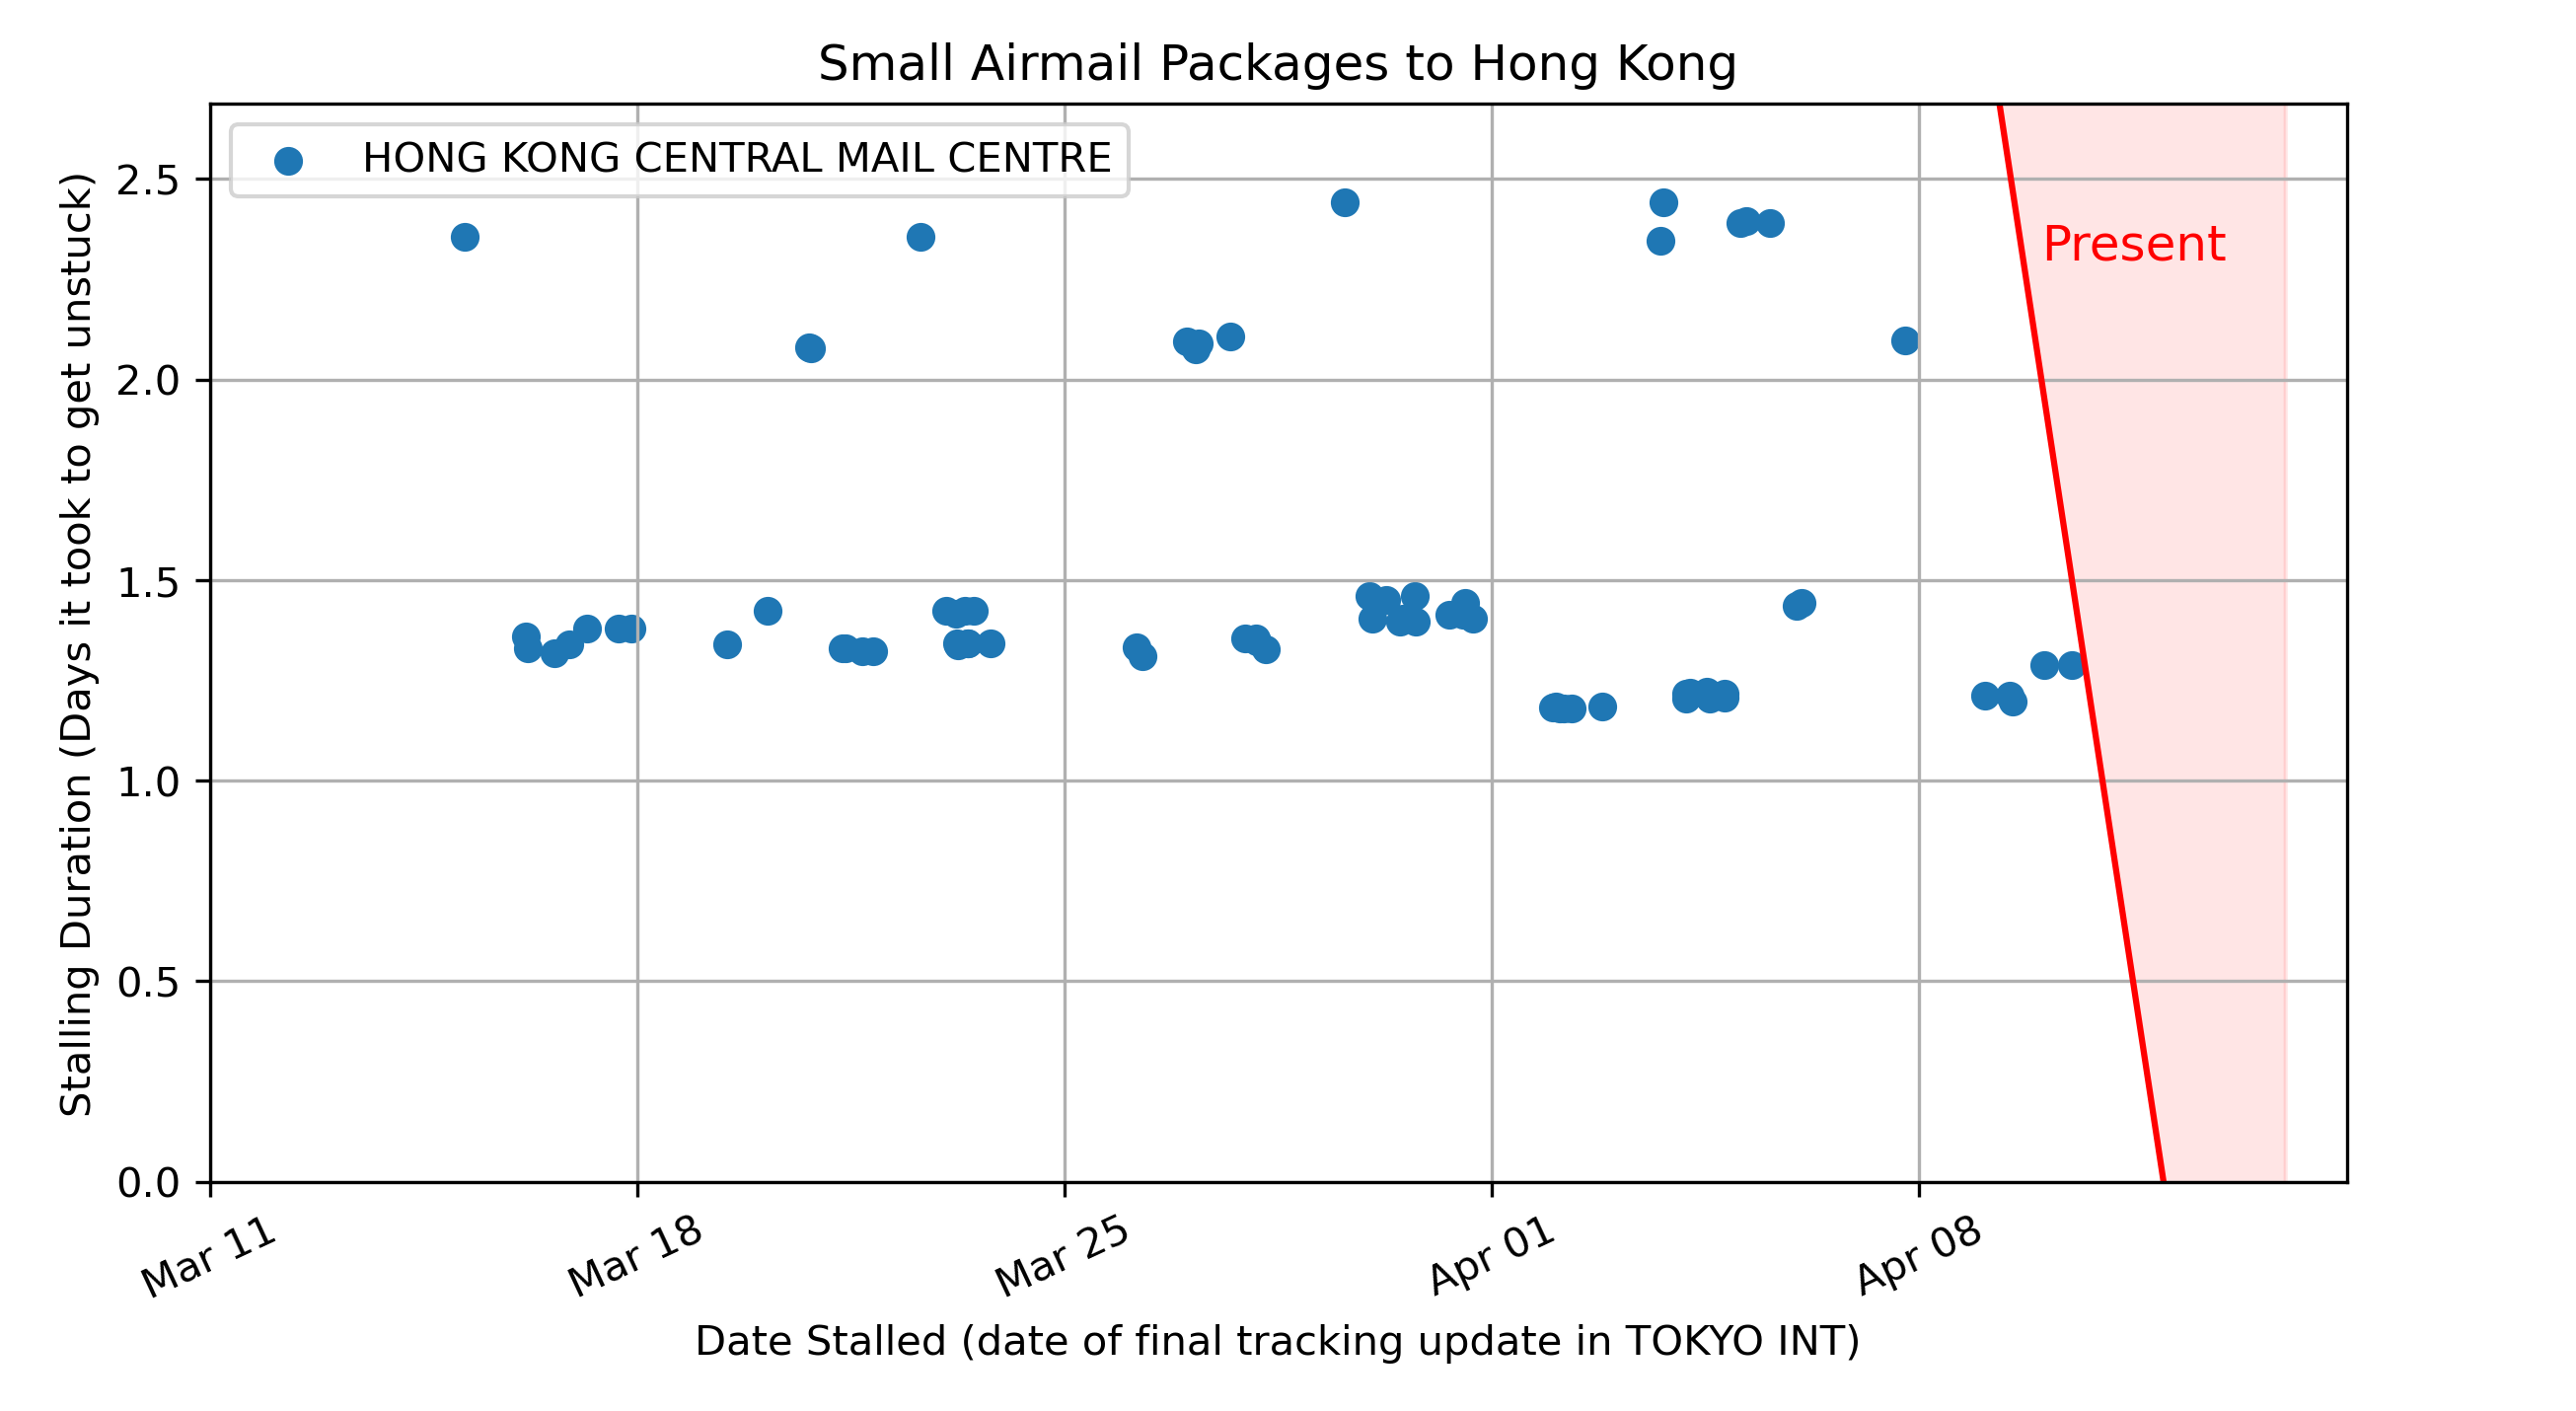 Small Airmail Packages to Hong Kong
HONG KONG CENTRAL MAIL CENTRE
Present
Stalling Duration (Days it took to get unstuck)
2.5
2.0
1.5
1.0
0.5
0.0
Mar 11
Mar 18
Mar 25
Apr 01
Apr 08
Date Stalled (date of final tracking update in TOKYO INT)